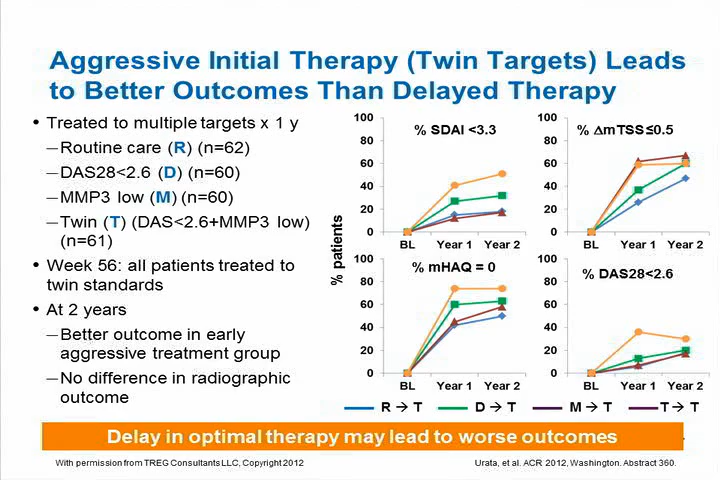 Aggressive Initial Therapy (Twin Targets) Leads
to Better Outcomes Than Delayed Therapy
• Treated to multiple targets x 1 y
—Routine care (R) (n=62)
—DAS28<2.6 (D) (n=60)
—MMP3 low (M) (n=60)
—Twin (T) (DAS<2.6+MMP3 low)
(n=61)
• Week 56: all patients treated to
twin standards
• At 2 years
—Better outcome in early
aggressive treatment group
—No difference in radiographic
outcome
% patients
% SDAI <3.3
100
80
60
40
20
0
BL Year 1 Year 2
% ΔmTSS≤0.5
100
80
60
40
20
0
BL Year 1 Year 2
% mHAQ = 0
100
80
60
40
20
0
BL Year 1 Year 2
% DAS28<2.6
100
80
60
40
20
0
BL Year 1 Year 2
R → T D → T M → T T → T
Delay in optimal therapy may lead to worse outcomes
With permission from TREG Consultants LLC, Copyright 2012
Urata, et al. ACR 2012, Washington. Abstract 360.